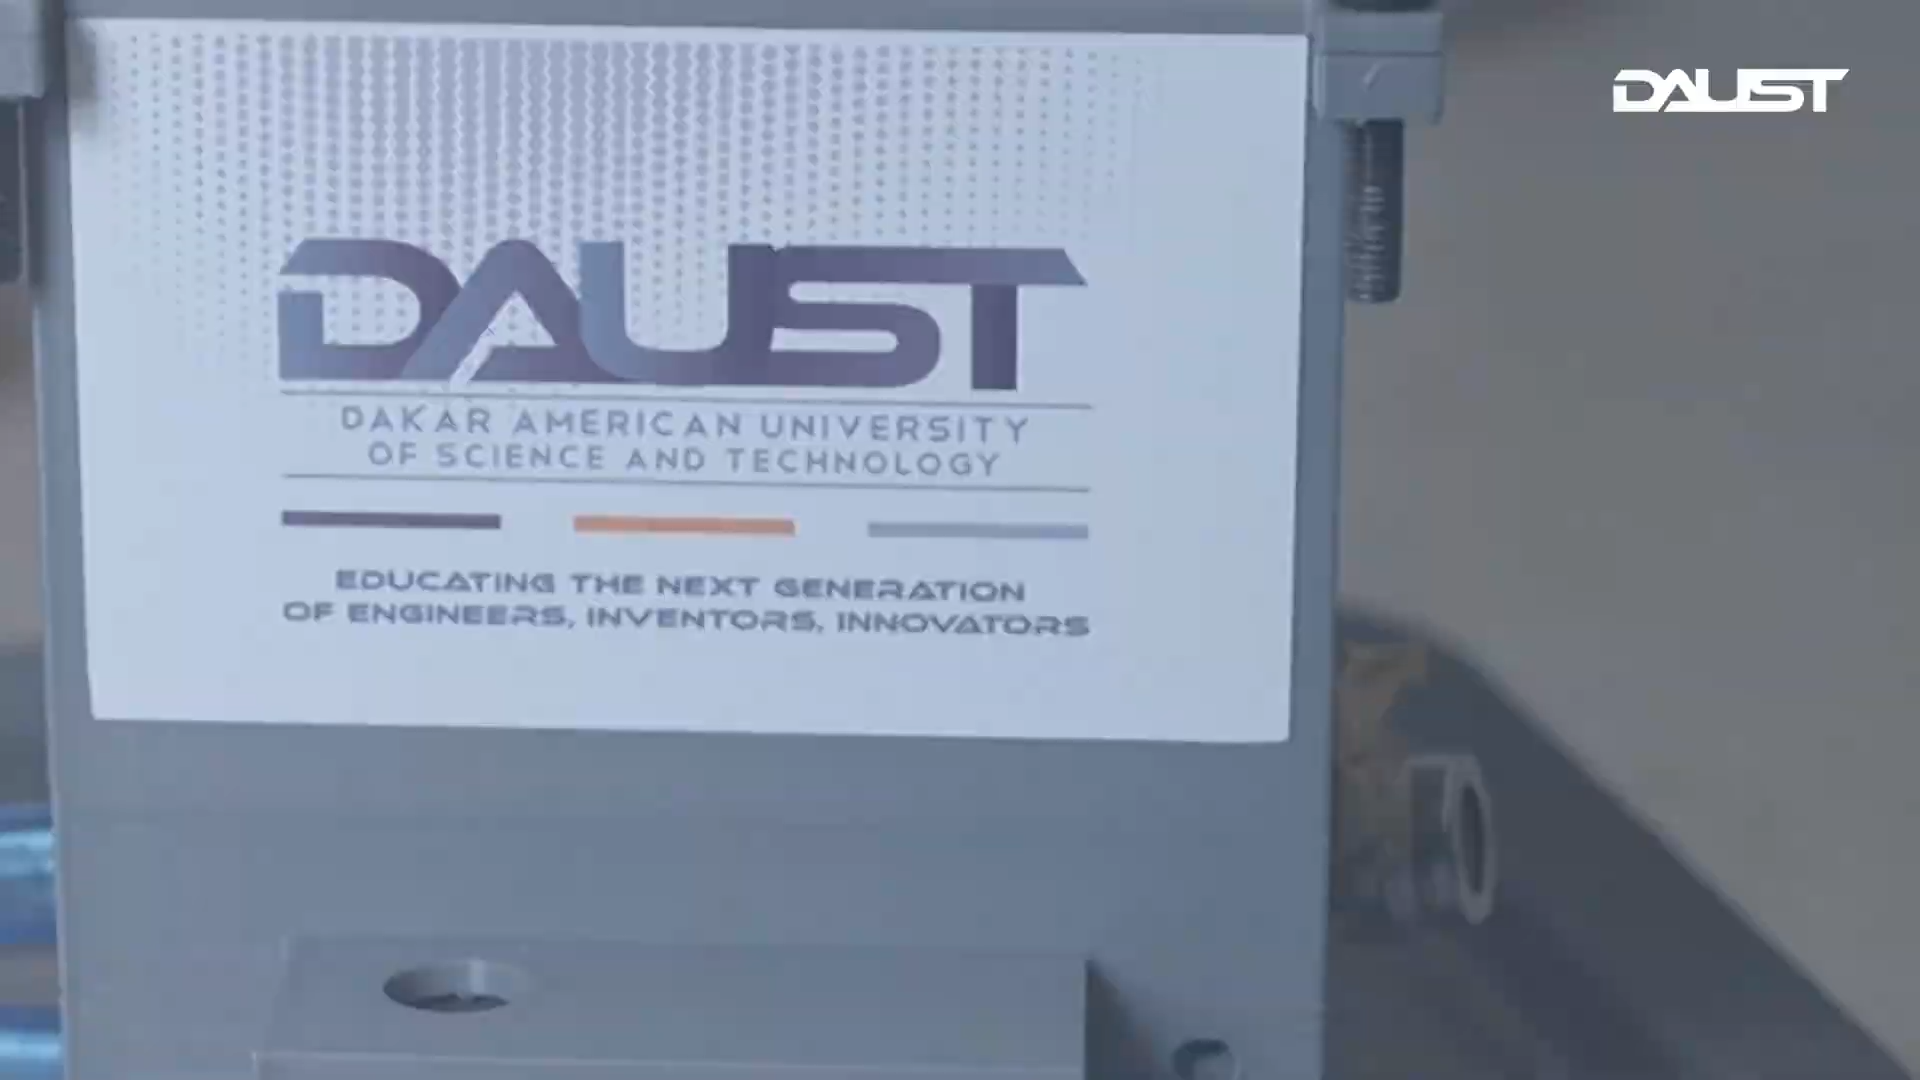 DAUST
DAUST
DAKAR AMERICAN UNIVERSITY
OF SCIENCE AND TECHNOLOGY
EDUCATING THE NEXT GENERATION
OF ENGINEERS, INVENTORS, INNOVATORS